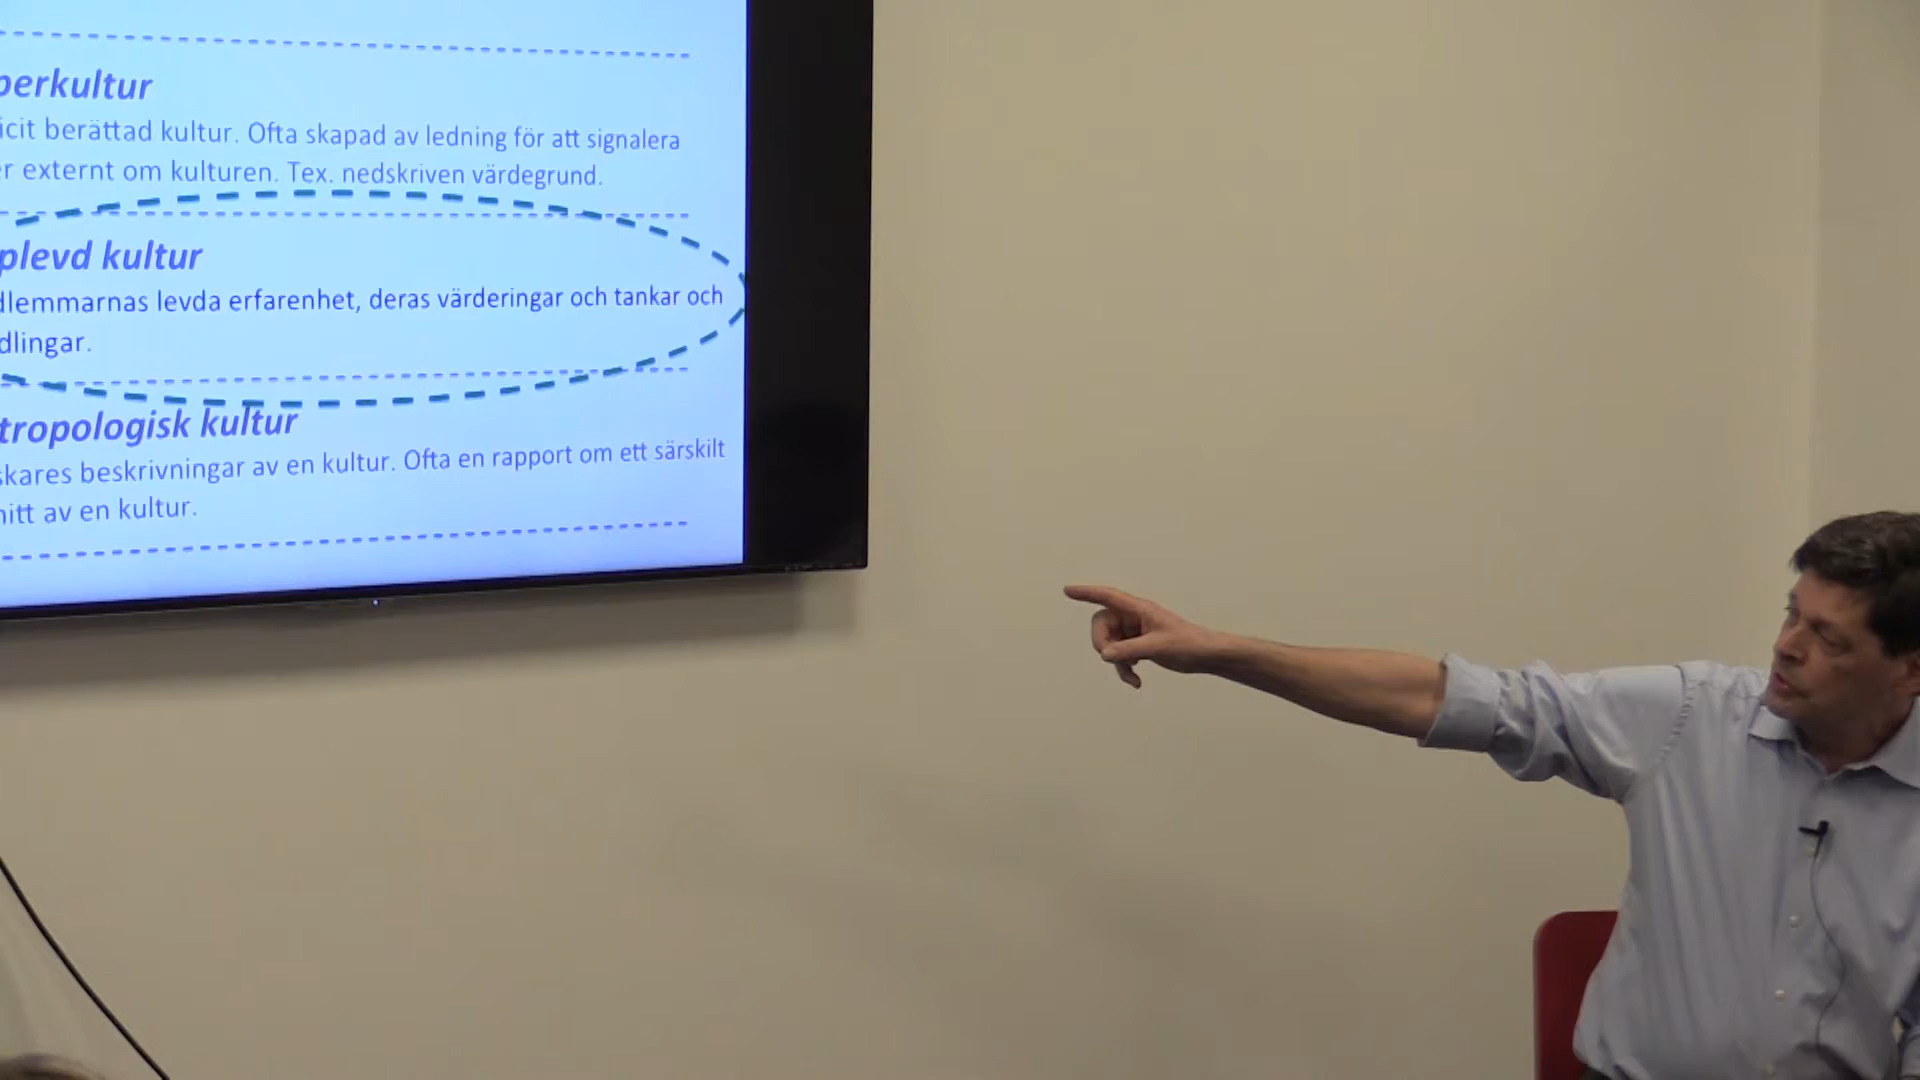 perkultur
icit berättad kultur. Ofta skapad av ledning för att signalera
r externt om kulturen. Tex. nedskriven värdegrund.
plevd kultur
dlemmarnas levda erfarenhet, deras värderingar och tankar och
dlingar.
tropologisk kultur
skares beskrivningar av en kultur. Ofta en rapport om ett särskilt
nitt av en kultur.